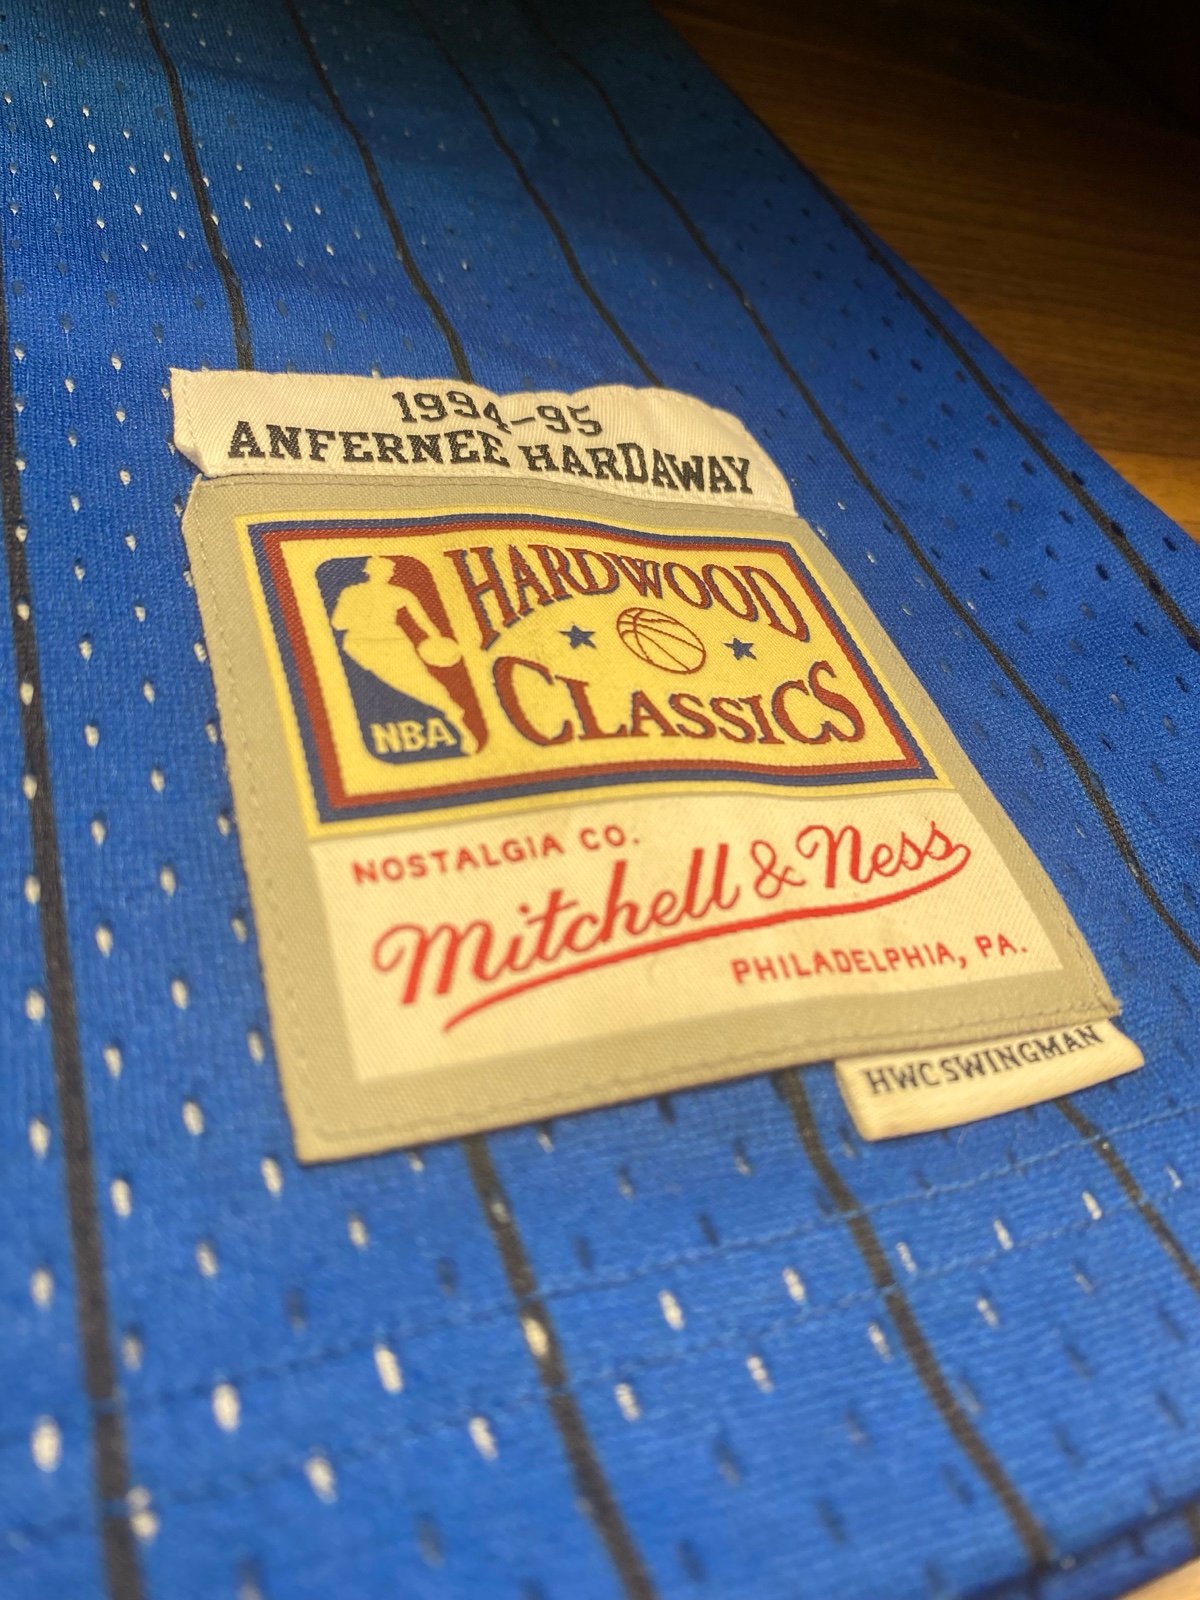 1994-95
ANFERNEE HARDAWAY
HARDWOOD
CLASSICS
NBA
NOSTALGIA CO.
Mitchell & Ness
PHILADELPHIA, PA.
HWC SWINGMAN